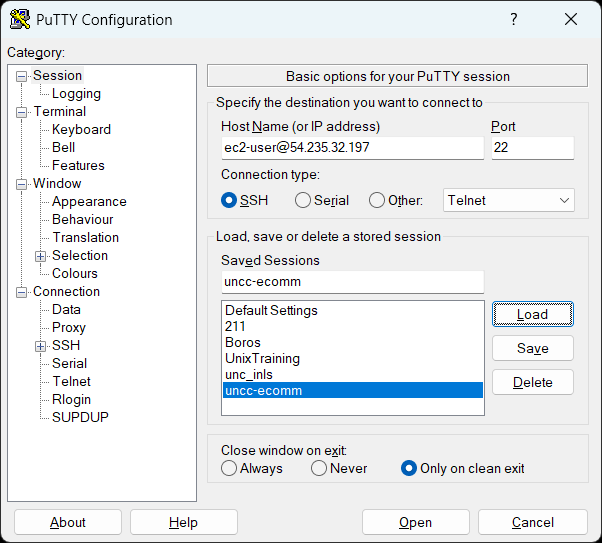 PuTTY Configuration
?
Category:
Session
Logging
Terminal
Keyboard
Bell
Features
Window
Appearance
Behaviour
Translation
Selection
Colours
Connection
Data
Proxy
SSH
Serial
Telnet
Rlogin
SUPDUP
Basic options for your PuTTY session
Specify the destination you want to connect to
Host Name (or IP address) Port
ec2-user@54.235.32.197 22
Connection type:
SSH Serial Other: Telnet
Load, save or delete a stored session
Saved Sessions
uncc-ecomm
Default Settings
211
Boros
UnixTraining
unc_inls
uncc-ecomm
Load
Save
Delete
Close window on exit:
Always Never Only on clean exit
About Help Open Cancel